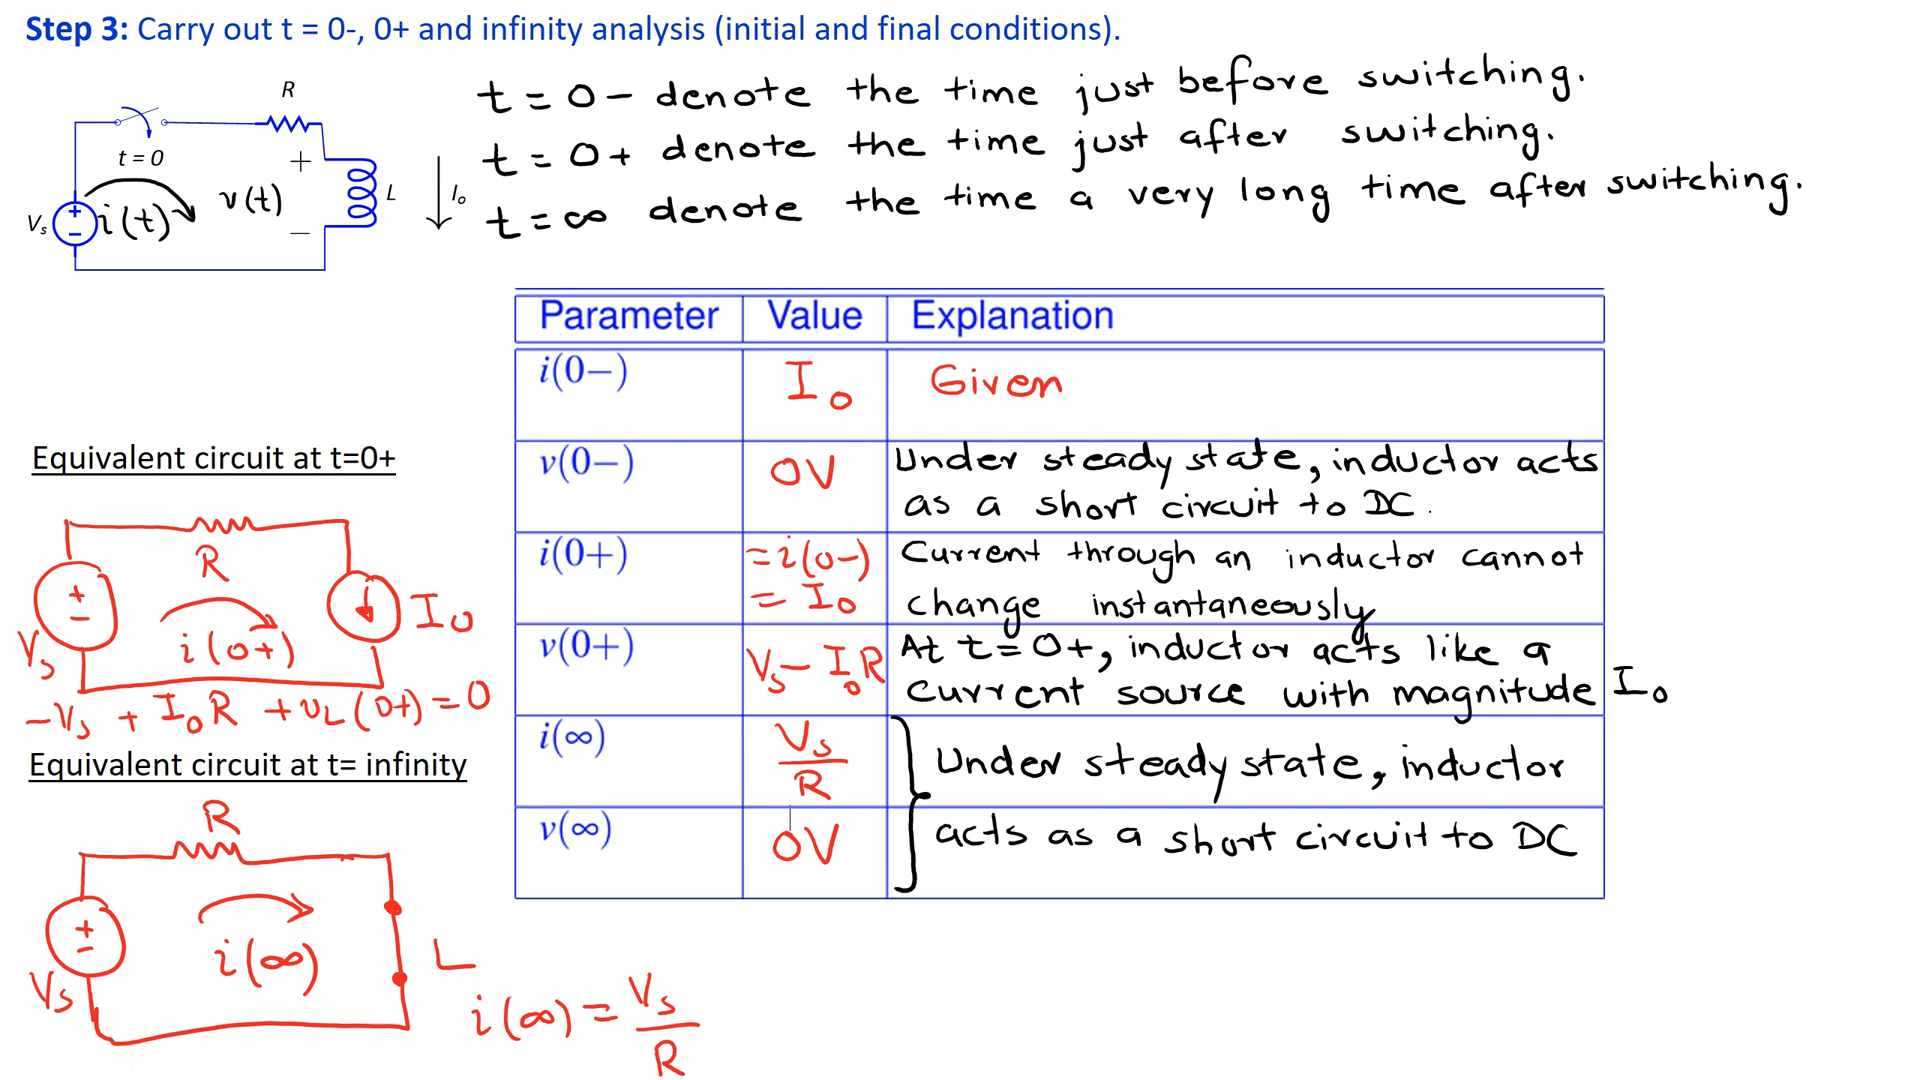 Step 3: Carry out t = 0-, 0+ and infinity analysis (initial and final conditions).
t = 0- denote the time just before switching.
t = 0+ denote the time just after switching.
t = ∞ denote the time a very long time after switching.
R
t = 0
+
v(t)
−
L
I₀
Vₛ
+
−
i(t)
Parameter Value Explanation
i(0−) I₀ Given
v(0−) 0V Under steady state, inductor acts
as a short circuit to DC.
i(0+) = i(0-) Current through an inductor cannot
= I₀ change instantaneously
v(0+) Vₛ − I₀R At t = 0+, inductor acts like a
current source with magnitude I₀
i(∞) Vₛ/R Under steady state, inductor
v(∞) 0V acts as a short circuit to DC
Equivalent circuit at t=0+
R
+
−
Vₛ
i(0+)
I₀
−Vₛ + I₀R + υL(0+) = 0
Equivalent circuit at t= infinity
R
+
−
Vₛ
i(∞)
L
i(∞) = Vₛ/R